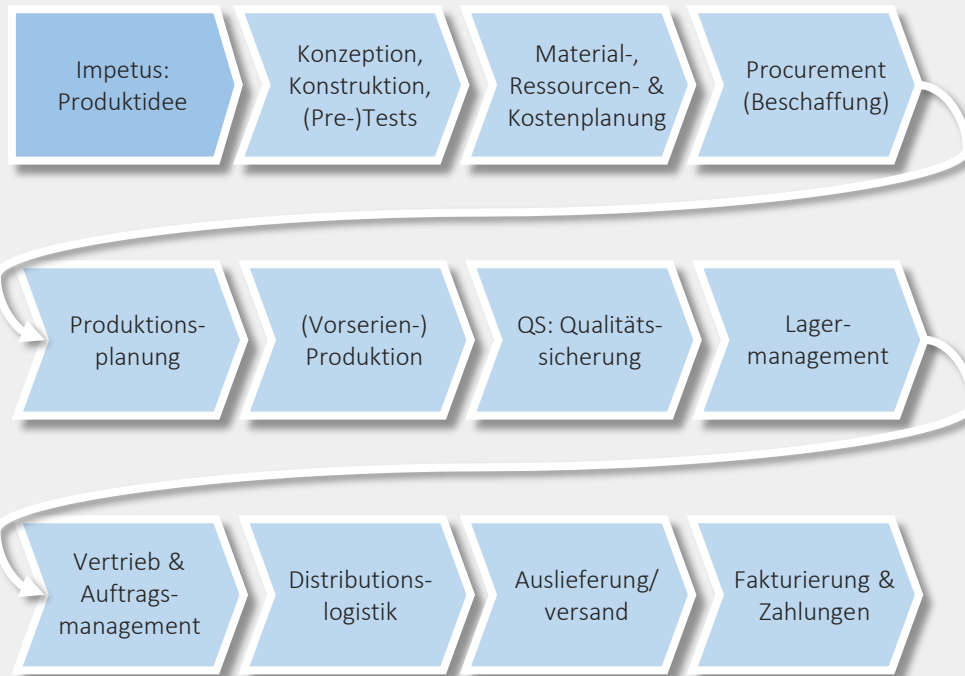 Impetus:
Produktidee
Konzeption,
Konstruktion,
(Pre-)Tests
Material-,
Ressourcen- &
Kostenplanung
Procurement
(Beschaffung)
Produktions-
planung
(Vorserien-)
Produktion
QS: Qualitäts-
sicherung
Lager-
management
Vertrieb &
Auftrags-
management
Distributions-
logistik
Auslieferung/
versand
Fakturierung &
Zahlungen